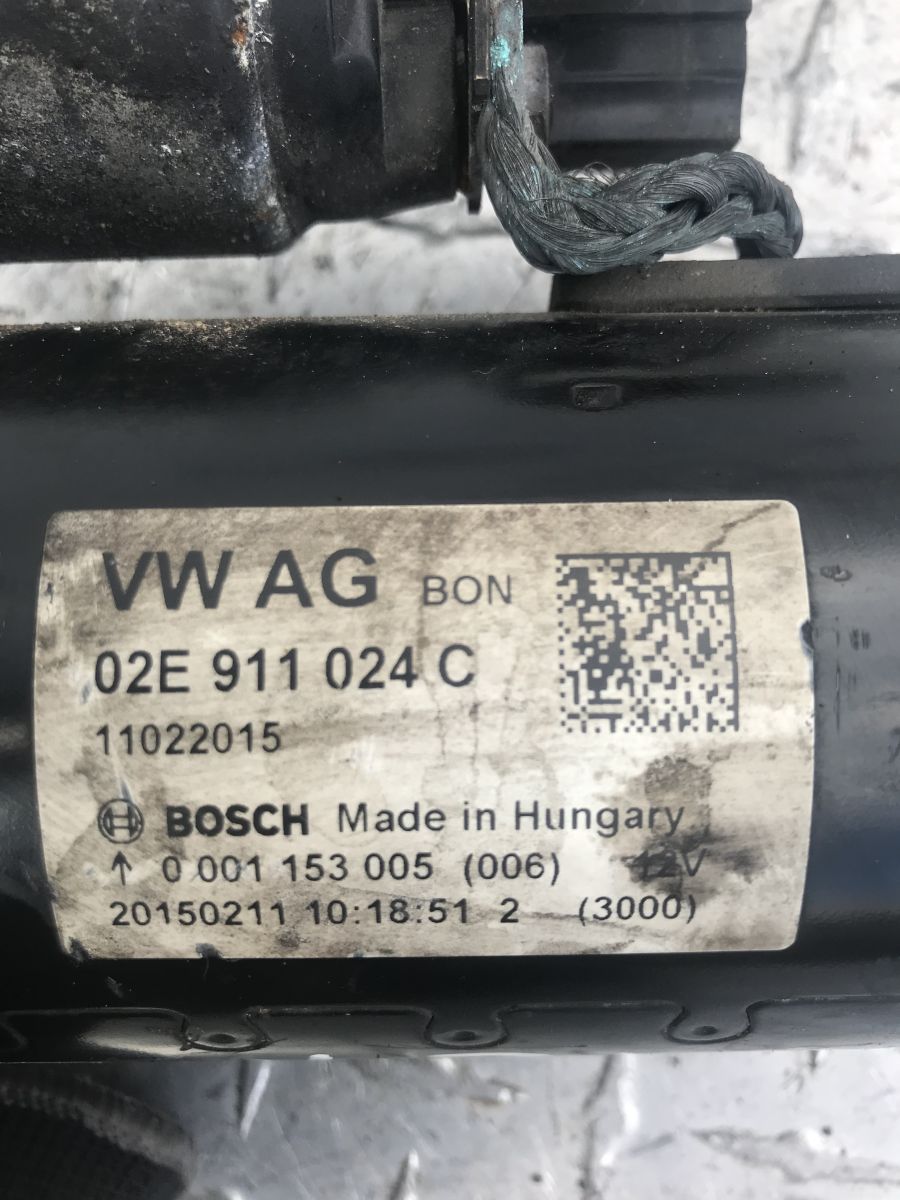 VW AG BON
02E 911 024 C
11022015
BOSCH Made in Hungary
↑ 0 001 153 005 (006) 12V
20150211 10:18:51 2 (3000)